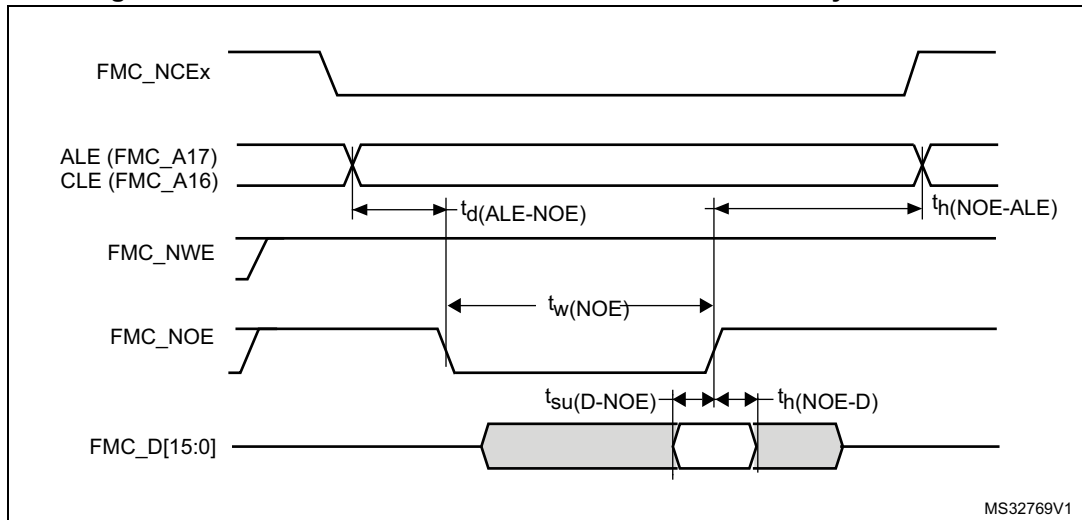 FMC_NCEx
ALE (FMC_A17)
CLE (FMC_A16)
td(ALE-NOE)
th(NOE-ALE)
FMC_NWE
tw(NOE)
FMC_NOE
tsu(D-NOE)
th(NOE-D)
FMC_D[15:0]
MS32769V1